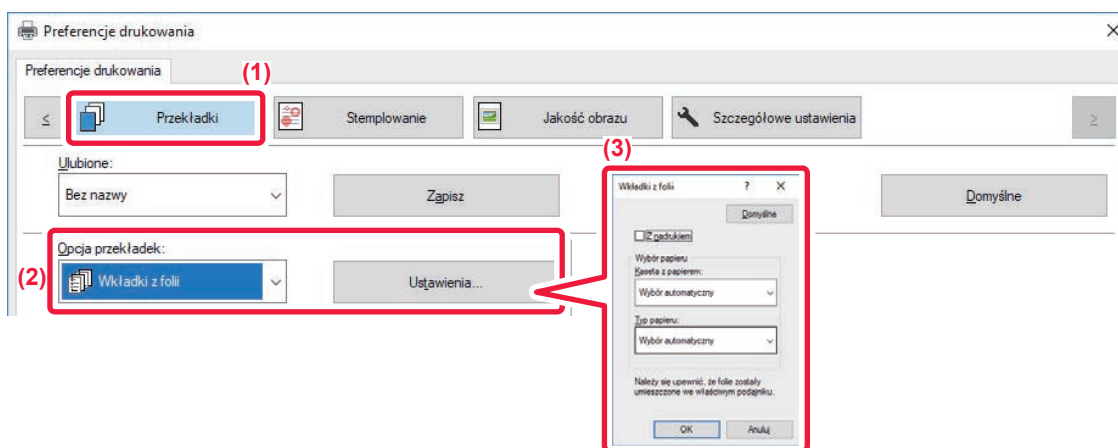 Preferencje drukowania
Preferencje drukowania
(1)
Przekładki
Stemplowanie
Jakość obrazu
Szczegółowe ustawienia
<
>
Ulubione:
Bez nazwy
Zapisz
Domyślne
(2)
Opcja przekładek:
Wkładki z folii
Ustawienia...
(3)
Wkładki z folii
?
Domyślne
Z nadrukiem
Wybór papieru
Kaseta z papierem:
Wybór automatyczny
Typ papieru:
Wybór automatyczny
Należy się upewnić, że folie zostały
umieszczone we właściwym podajniku.
OK
Anuluj